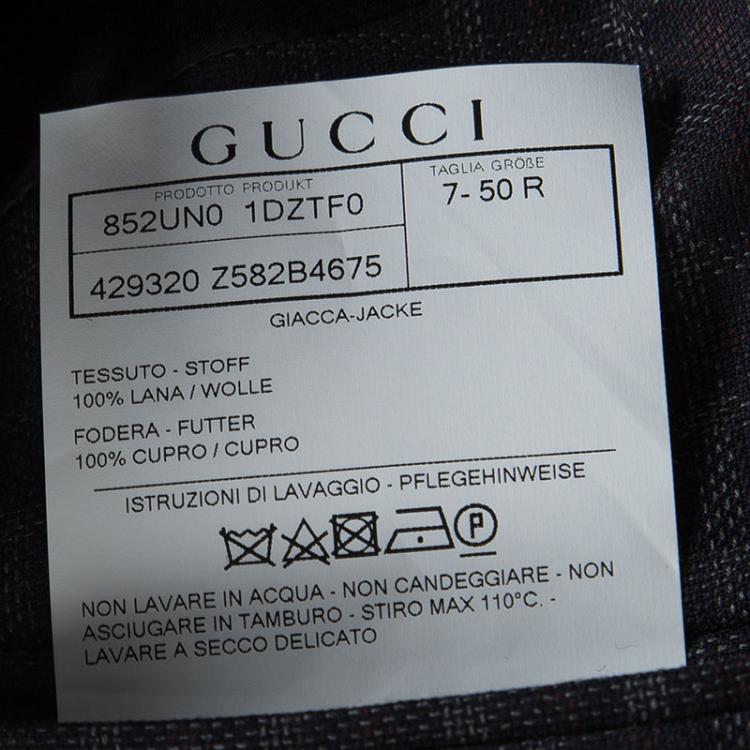 GUCCI
PRODOTTO PRODUKT
852UN0 1DZTF0
TAGLIA GRÖßE
7- 50 R
429320 Z582B4675
GIACCA-JACKE
TESSUTO - STOFF
100% LANA / WOLLE
FODERA - FUTTER
100% CUPRO / CUPRO
ISTRUZIONI DI LAVAGGIO - PFLEGEHINWEISE
P
NON LAVARE IN ACQUA - NON CANDEGGIARE - NON
ASCIUGARE IN TAMBURO - STIRO MAX 110°C. -
LAVARE A SECCO DELICATO